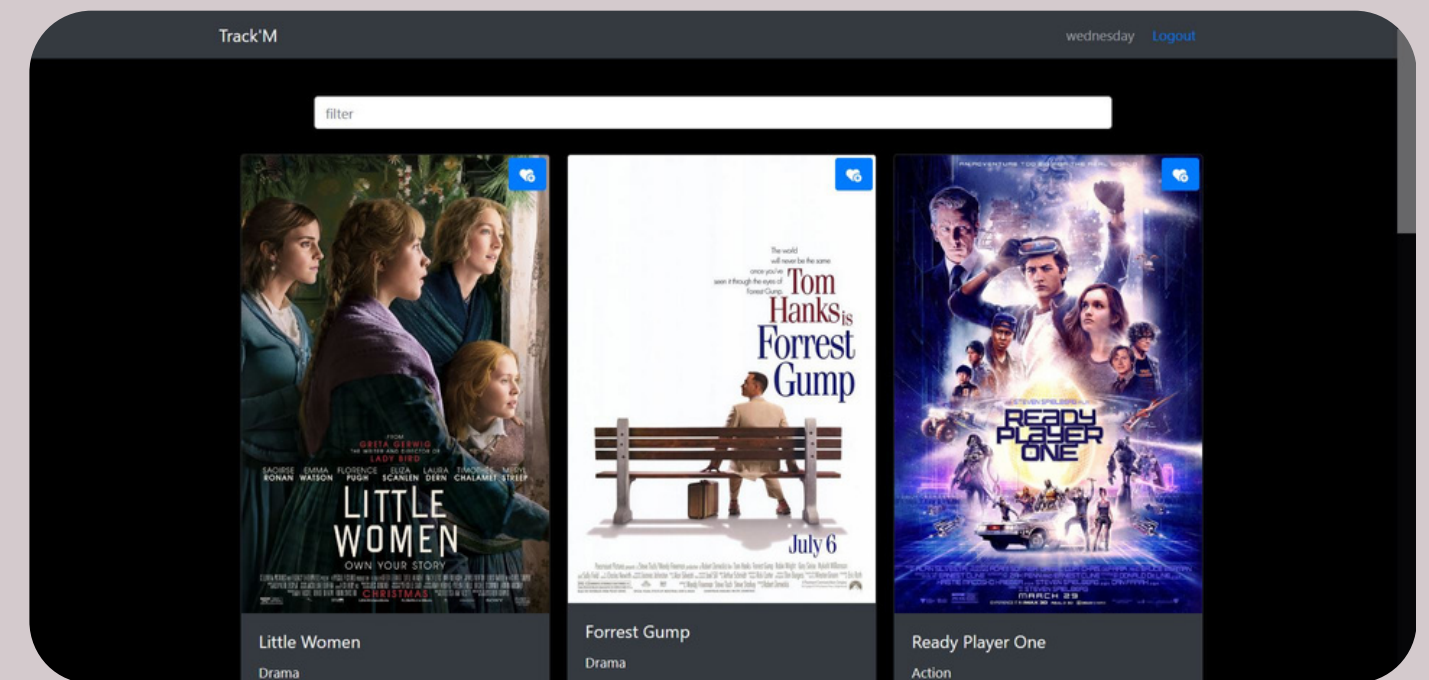 Track'M
wednesday Logout
filter
FROM
GRETA GERWIG
THE WRITER AND DIRECTOR OF
LADY BIRD
SAOIRSE EMMA FLORENCE ELIZA LAURA TIMOTHÉE MERYL
RONAN WATSON PUGH SCANLEN DERN CHALAMET STREEP
LITTLE
WOMEN
OWN YOUR STORY
CHRISTMAS
Little Women
Drama
The world
will never be the same
once you've
seen it through the eyes of
Forrest Gump.
Tom
Hanks is
Forrest
Gump
July 6
Forrest Gump
Drama
READY
PLAYER
ONE
MARCH 29
Ready Player One
Action